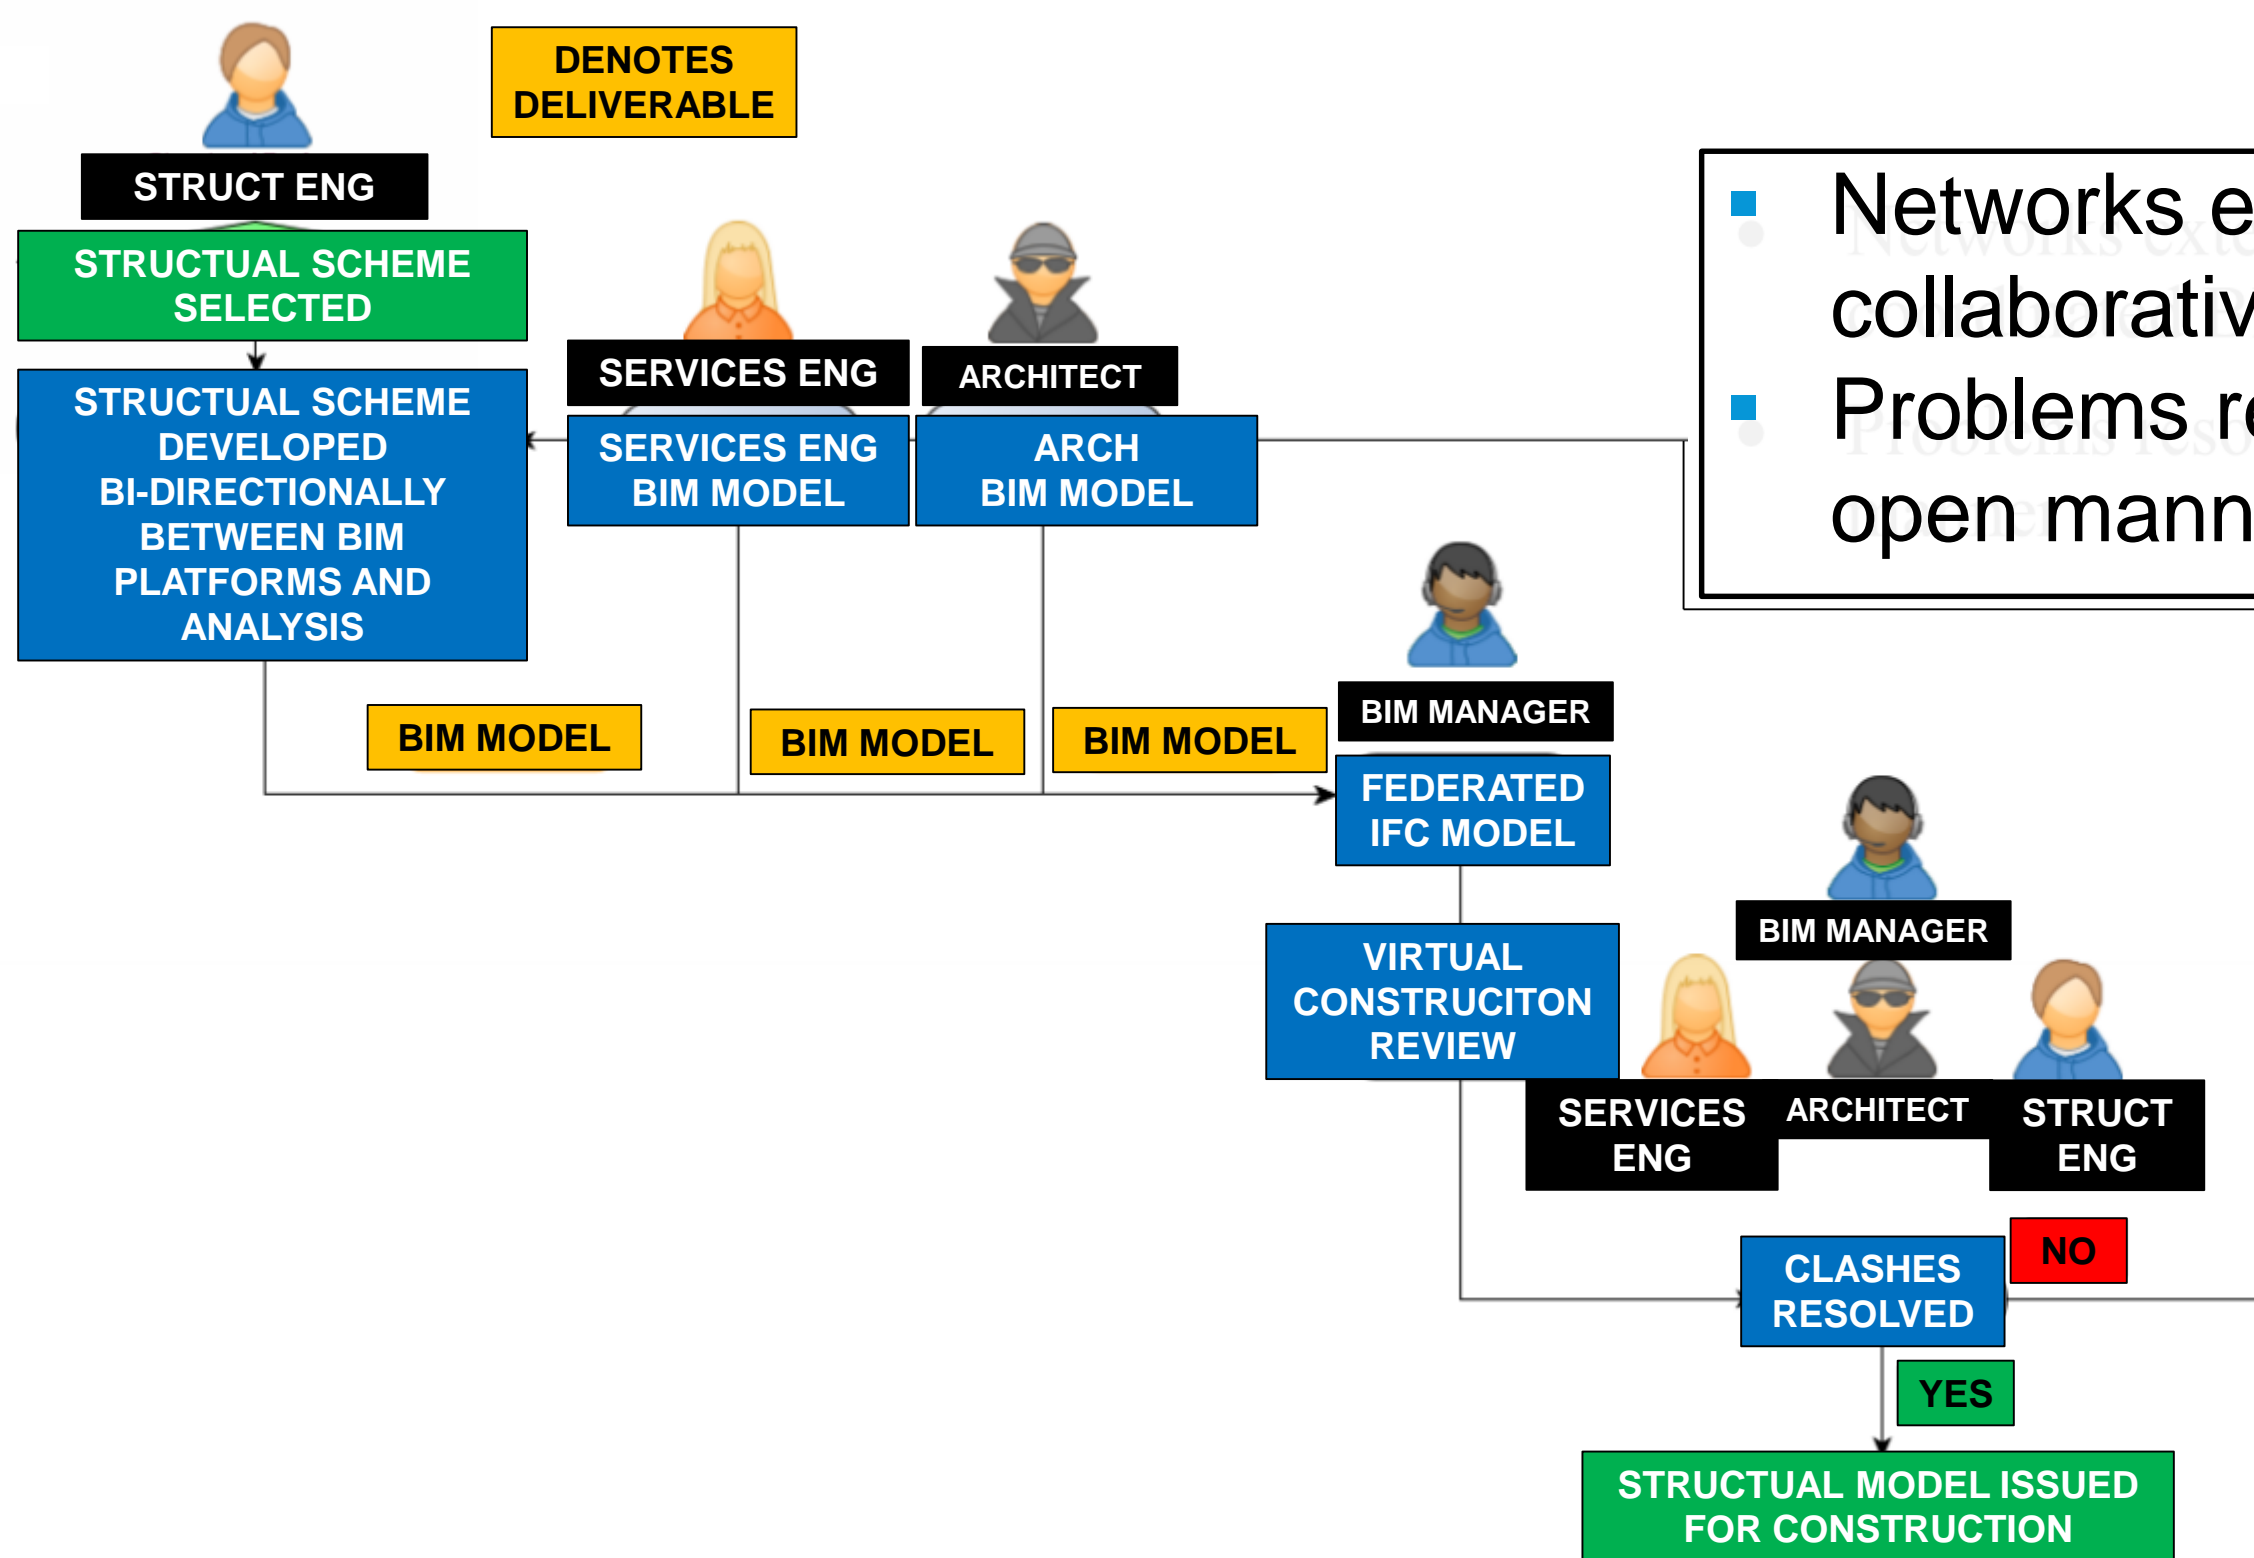 DENOTES
DELIVERABLE
STRUCT ENG
STRUCTUAL SCHEME
SELECTED
Networks e
collaborativ
Problems re
open mann
SERVICES ENG
ARCHITECT
STRUCTUAL SCHEME
DEVELOPED
BI-DIRECTIONALLY
BETWEEN BIM
PLATFORMS AND
ANALYSIS
SERVICES ENG
BIM MODEL
ARCH
BIM MODEL
BIM MODEL
BIM MODEL
BIM MODEL
BIM MANAGER
FEDERATED
IFC MODEL
BIM MANAGER
VIRTUAL
CONSTRUCITON
REVIEW
SERVICES
ENG
ARCHITECT
STRUCT
ENG
NO
CLASHES
RESOLVED
YES
STRUCTUAL MODEL ISSUED
FOR CONSTRUCTION